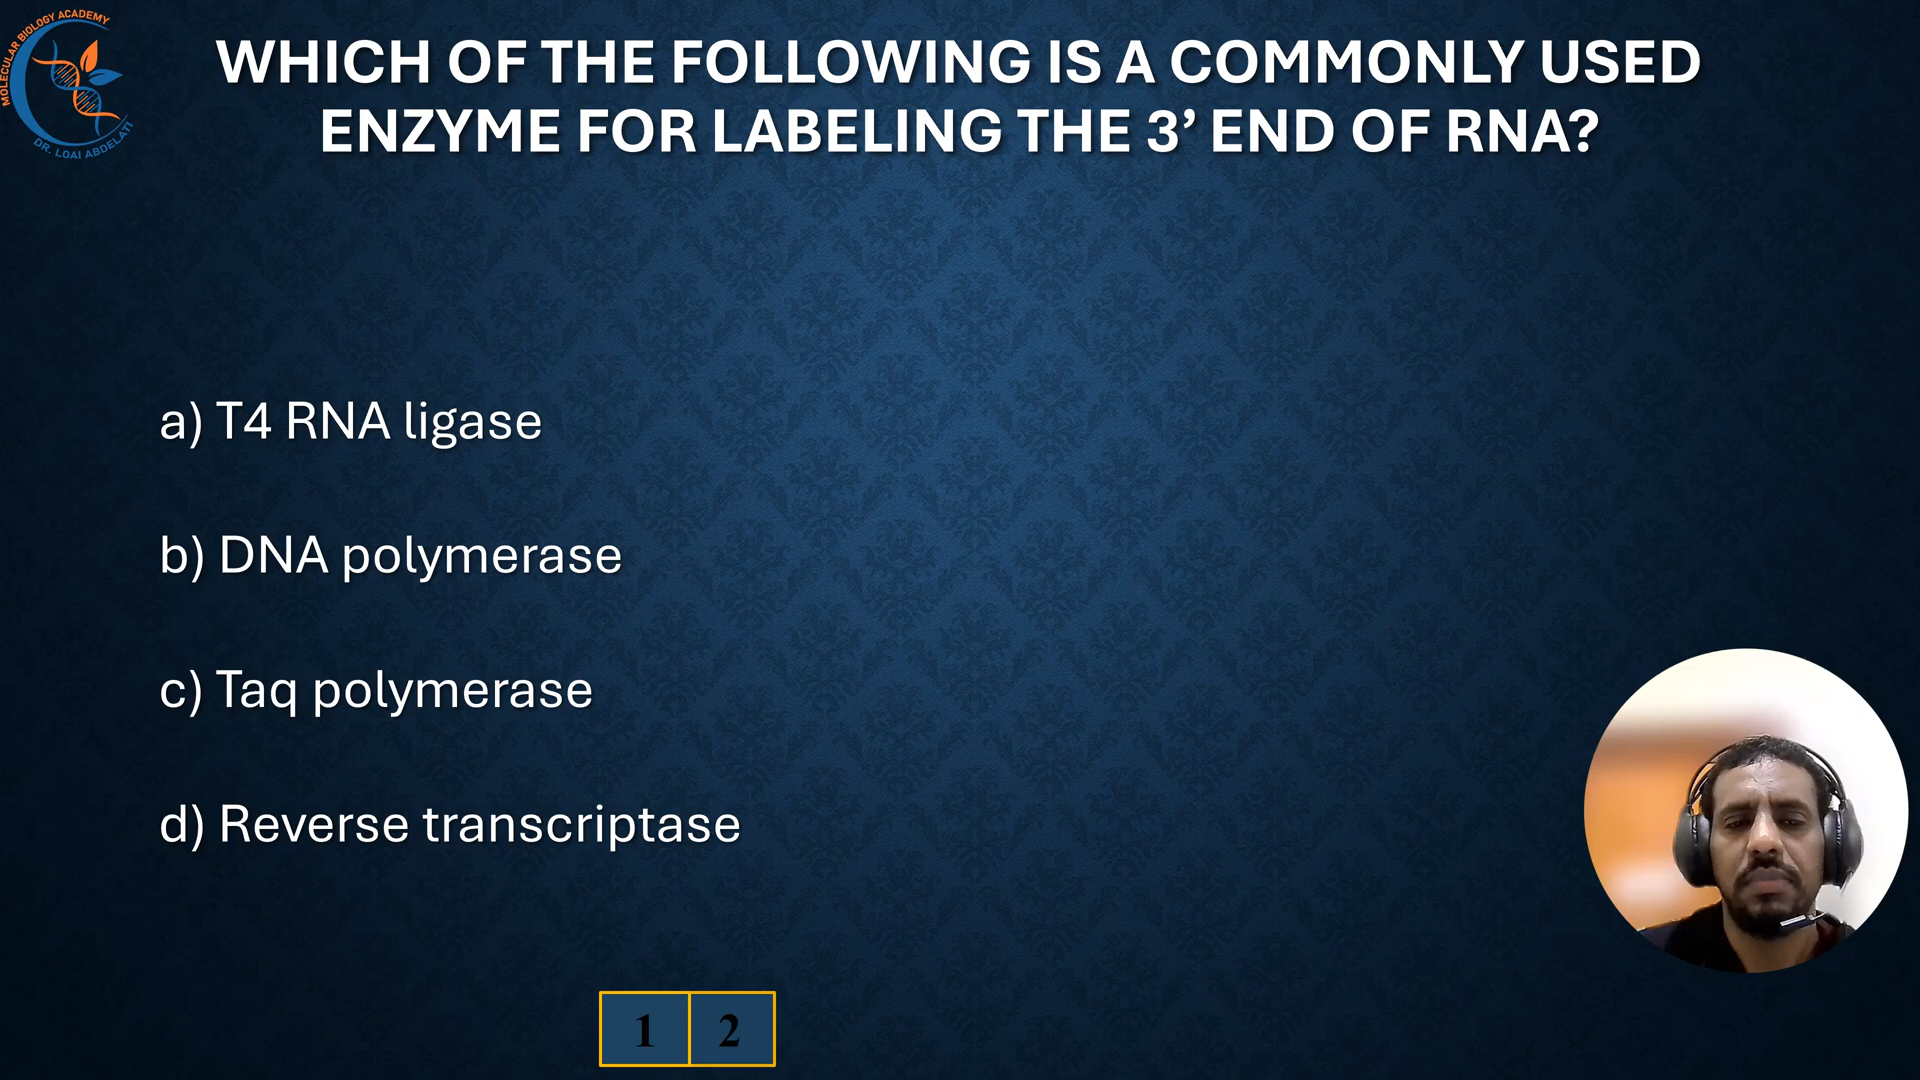 MOLECULAR BIOLOGY ACADEMY
DR. LOAI ABDELATI
WHICH OF THE FOLLOWING IS A COMMONLY USED
ENZYME FOR LABELING THE 3’ END OF RNA?
a) T4 RNA ligase
b) DNA polymerase
c) Taq polymerase
d) Reverse transcriptase
1 2